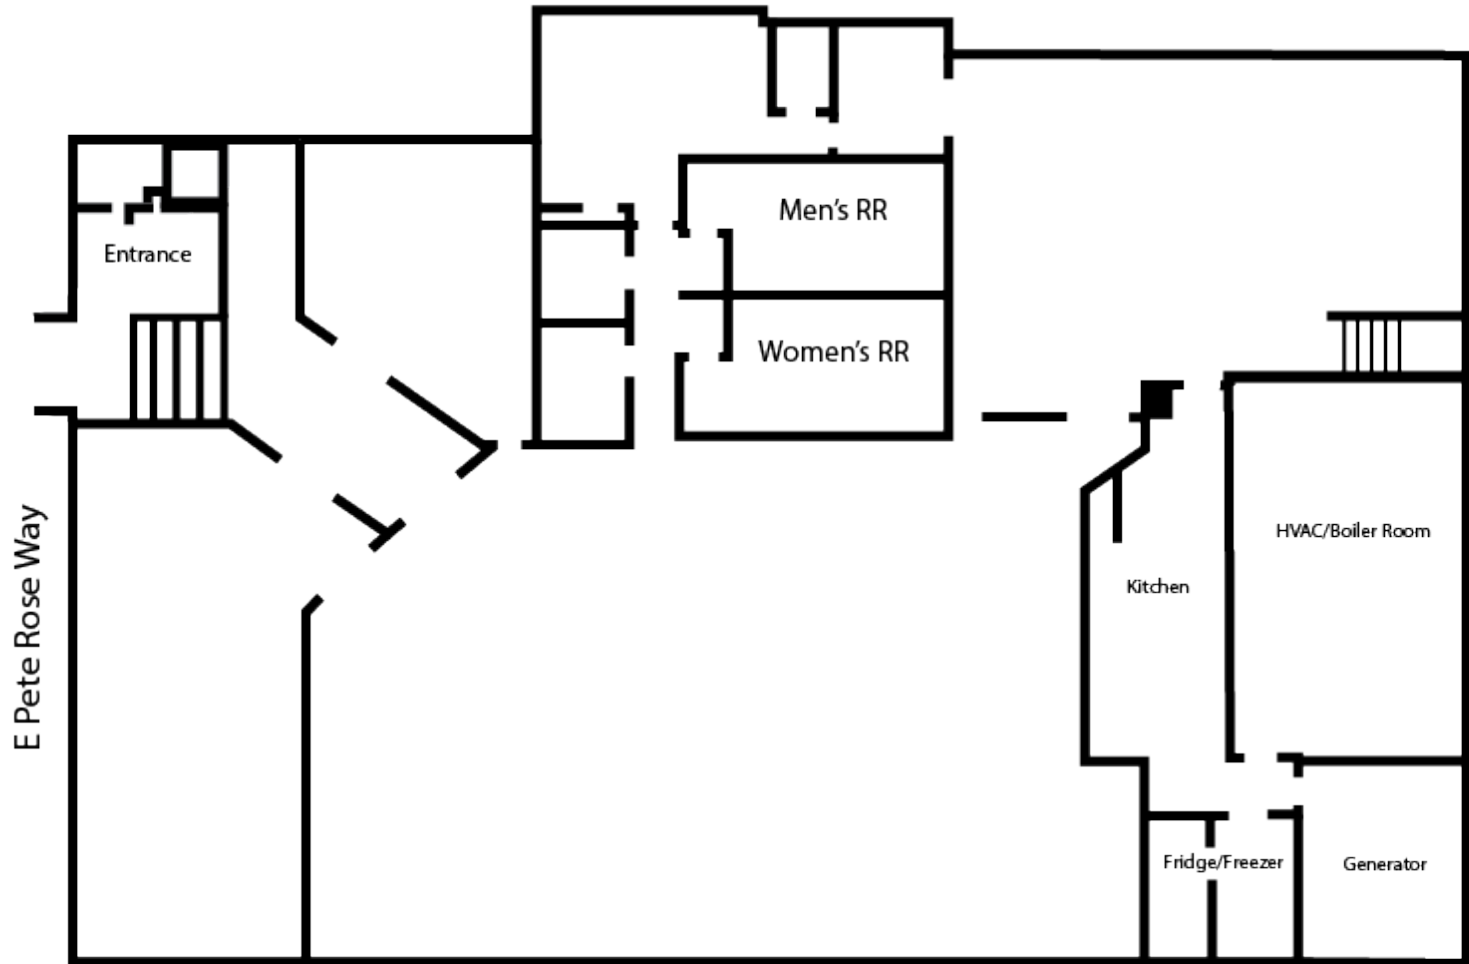 Men's RR
Entrance
Women's RR
E Pete Rose Way
HVAC/Boiler Room
Kitchen
Fridge/Freezer
Generator